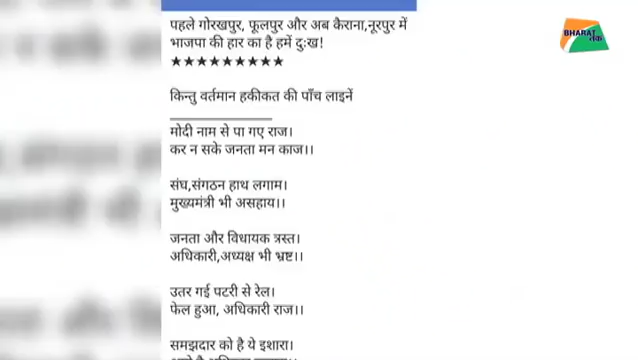 पहले गोरखपुर, फूलपुर और अब कैराना,नूरपुर में
भाजपा की हार का है हमें दुःख!
★★★★★★★★★
किन्तु वर्तमान हकीकत की पाँच लाइनें
मोदी नाम से पा गए राज।
कर न सके जनता मन काज।।
संघ,संगठन हाथ लगाम।
मुख्यमंत्री भी असहाय।।
जनता और विधायक त्रस्त।
अधिकारी,अध्यक्ष भी भ्रष्ट।।
उतर गई पटरी से रेल।
फेल हुआ, अधिकारी राज।।
समझदार को है ये इशारा।
BHARAT
तक